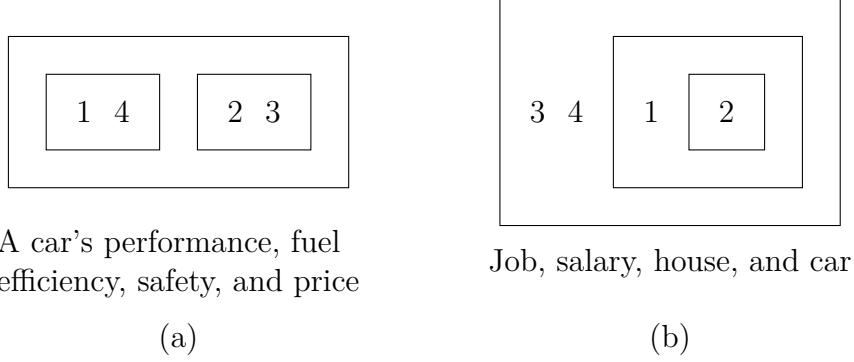 1 4 2 3
3 4 1 2
A car's performance, fuel
efficiency, safety, and price
Job, salary, house, and car
(a)
(b)